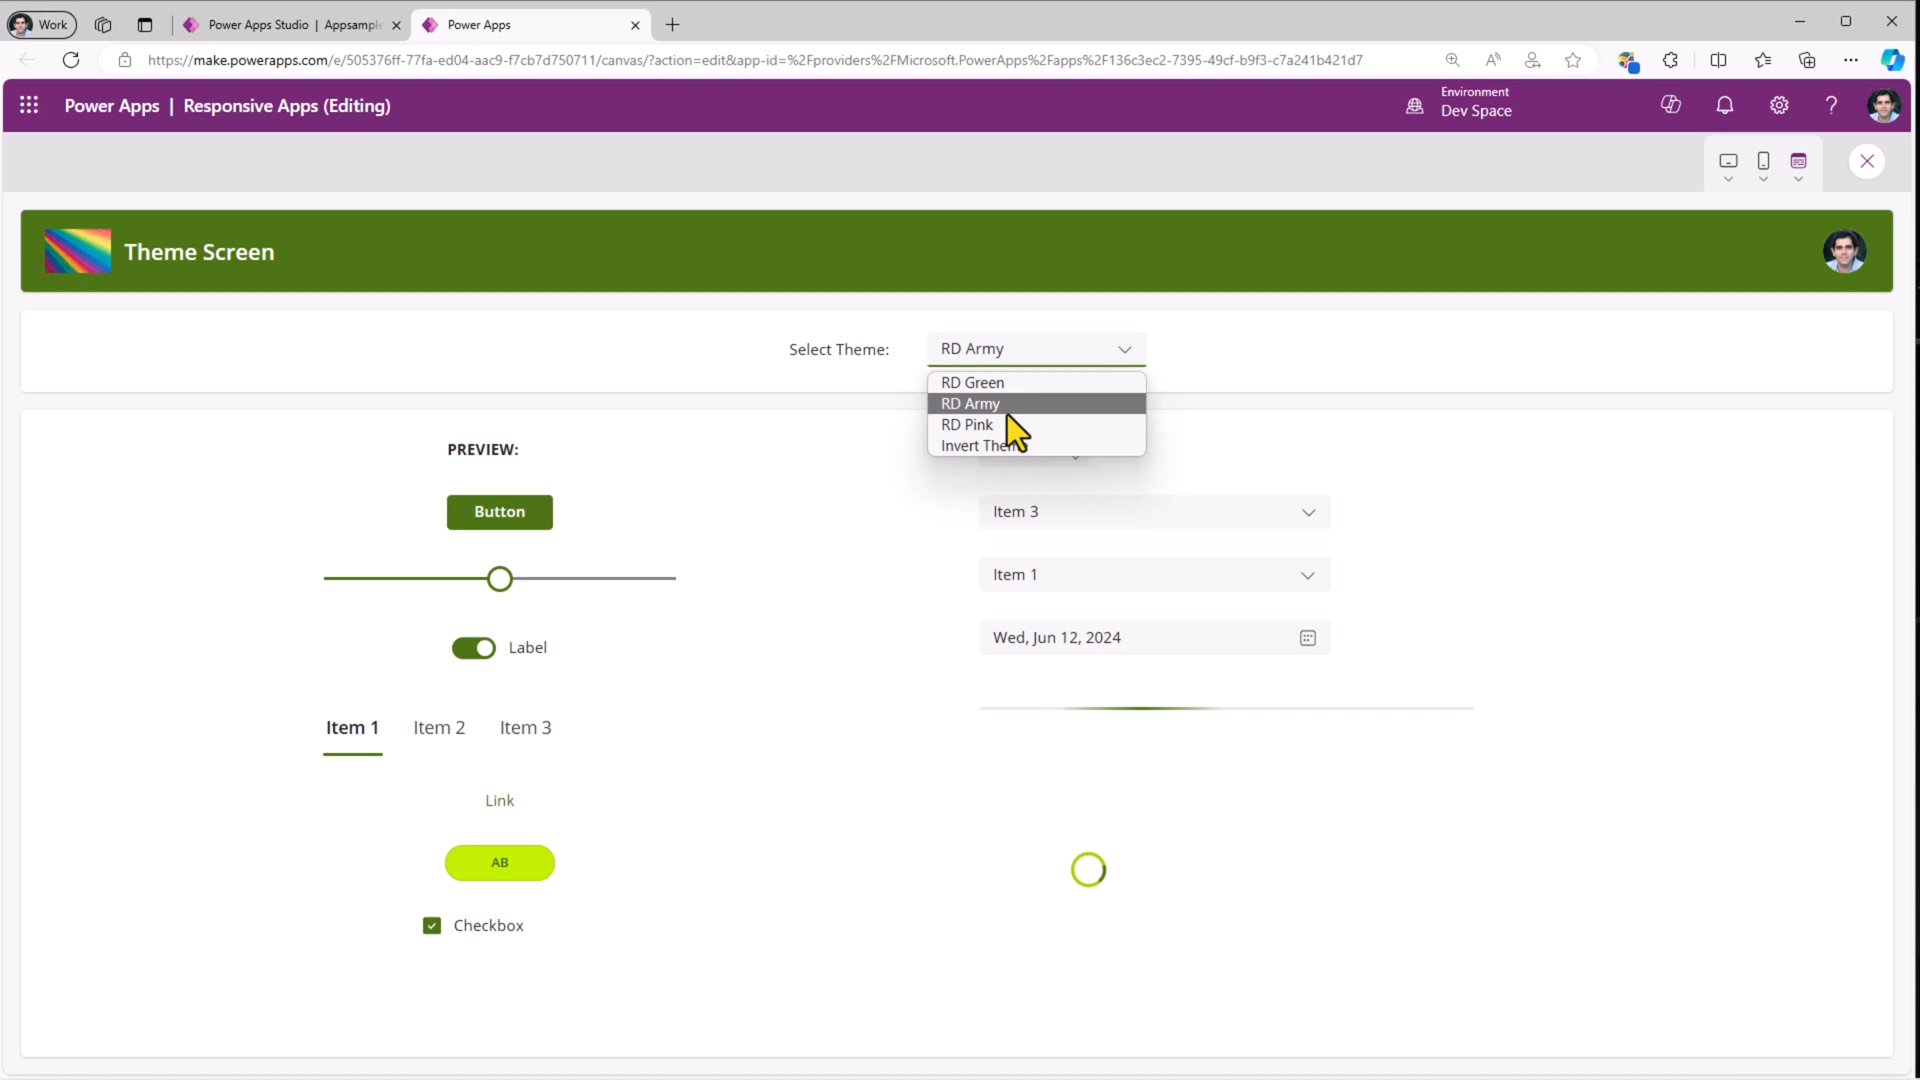 Work
Power Apps Studio | Appsample
Power Apps
https://make.powerapps.com/e/505376ff-77fa-ed04-aac9-f7cb7d750711/canvas/?action=edit&app-id=%2Fproviders%2FMicrosoft.PowerApps%2Fapps%2F136c3ec2-7395-49cf-b9f3-c7a241b421d7
Power Apps | Responsive Apps (Editing)
Environment
Dev Space
Theme Screen
Select Theme:
RD Army
RD Green
RD Army
RD Pink
Invert Theme
PREVIEW:
Button
Item 3
Item 1
Label
Wed, Jun 12, 2024
Item 1 Item 2 Item 3
Link
AB
Checkbox